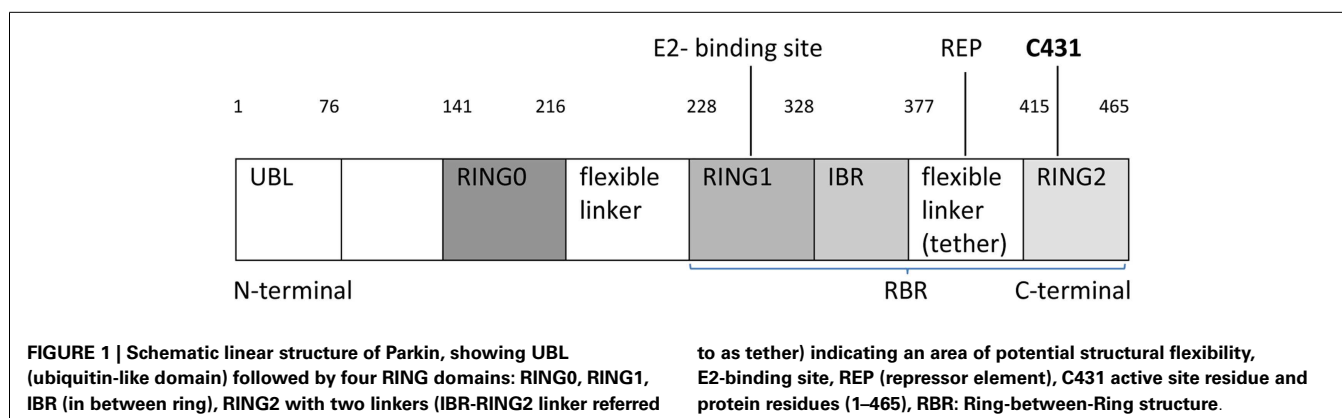 E2- binding site REP C431
1 76 141 216 228 328 377 415 465
UBL RING0 flexible RING1 IBR flexible RING2
linker linker
(tether)
N-terminal RBR C-terminal
FIGURE 1 | Schematic linear structure of Parkin, showing UBL
(ubiquitin-like domain) followed by four RING domains: RING0, RING1,
IBR (in between ring), RING2 with two linkers (IBR-RING2 linker referred
to as tether) indicating an area of potential structural flexibility,
E2-binding site, REP (repressor element), C431 active site residue and
protein residues (1–465), RBR: Ring-between-Ring structure.